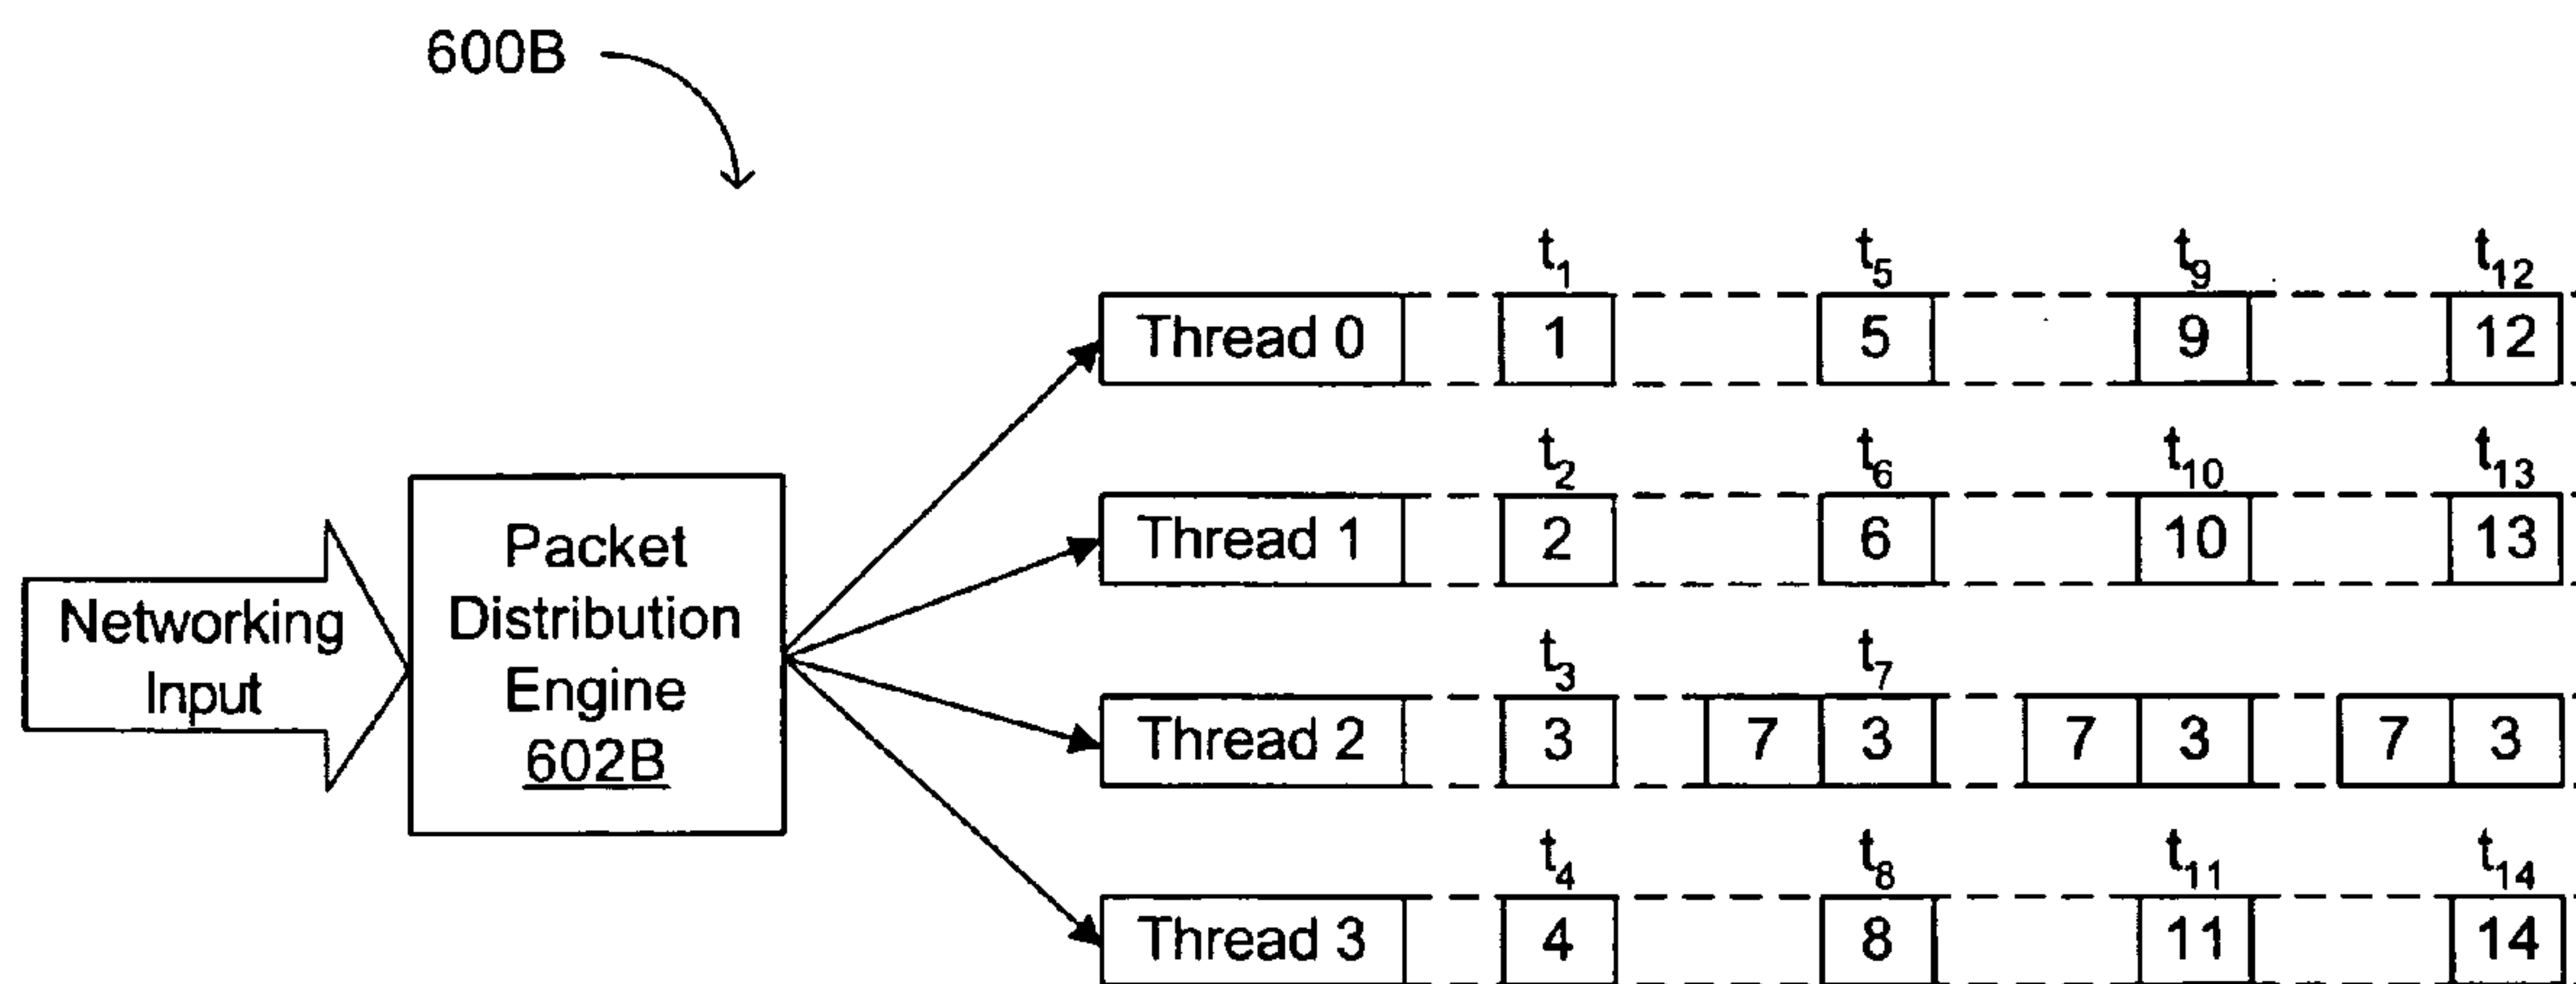 600B
Networking
Input
Packet
Distribution
Engine
602B
t1 t5 t9 t12
Thread 0 1 5 9 12
t2 t6 t10 t13
Thread 1 2 6 10 13
t3 t7
Thread 2 3 7 3 7 3 7 3
t4 t8 t11 t14
Thread 3 4 8 11 14